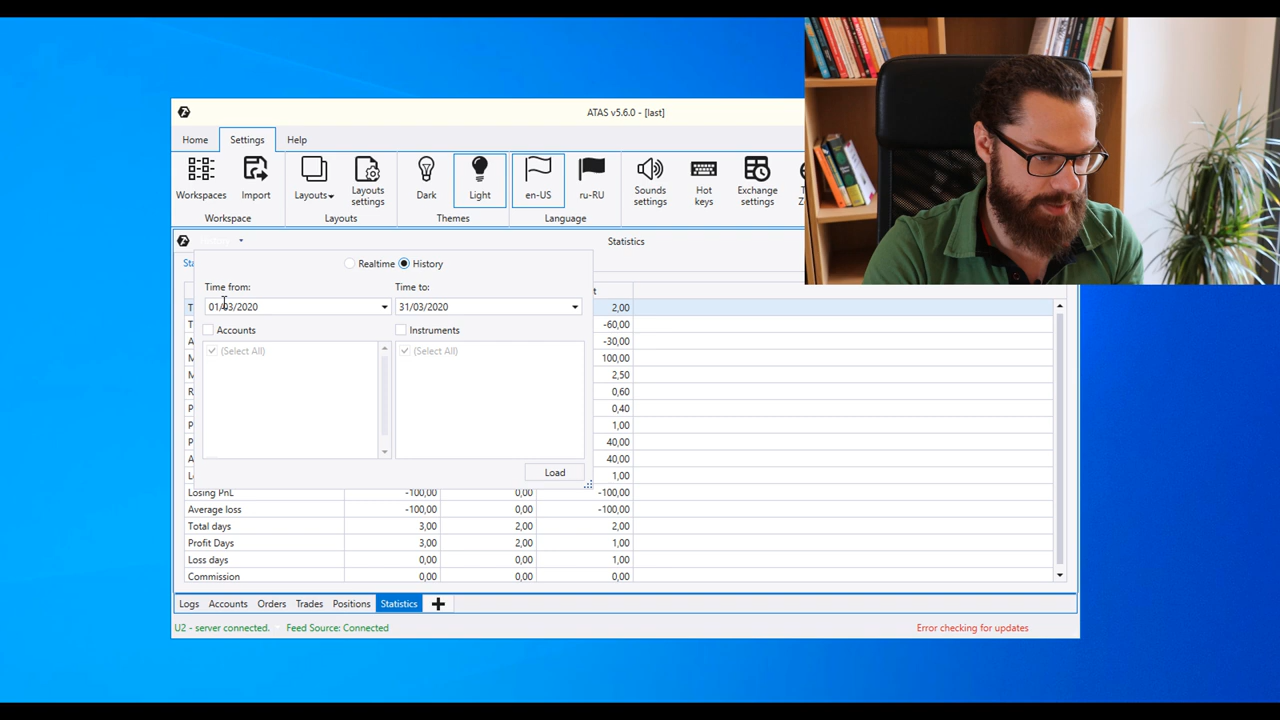 ATAS v5.6.0 - [last]
Home Settings Help
Workspaces Import Layouts Layouts settings Dark Light en-US ru-RU Sounds settings Hot keys Exchange settings
Workspace Layouts Themes Language
Statistics
Realtime History
Time from: Time to:
01/03/2020 31/03/2020
Accounts Instruments
(Select All) (Select All)
Load
2,00
-60,00
-30,00
100,00
2,50
0,60
0,40
1,00
40,00
40,00
1,00
Losing PnL -100,00 0,00 -100,00
Average loss -100,00 0,00 -100,00
Total days 3,00 2,00 2,00
Profit Days 3,00 2,00 1,00
Loss days 0,00 0,00 1,00
Commission 0,00 0,00 0,00
Logs Accounts Orders Trades Positions Statistics
U2 - server connected. Feed Source: Connected Error checking for updates